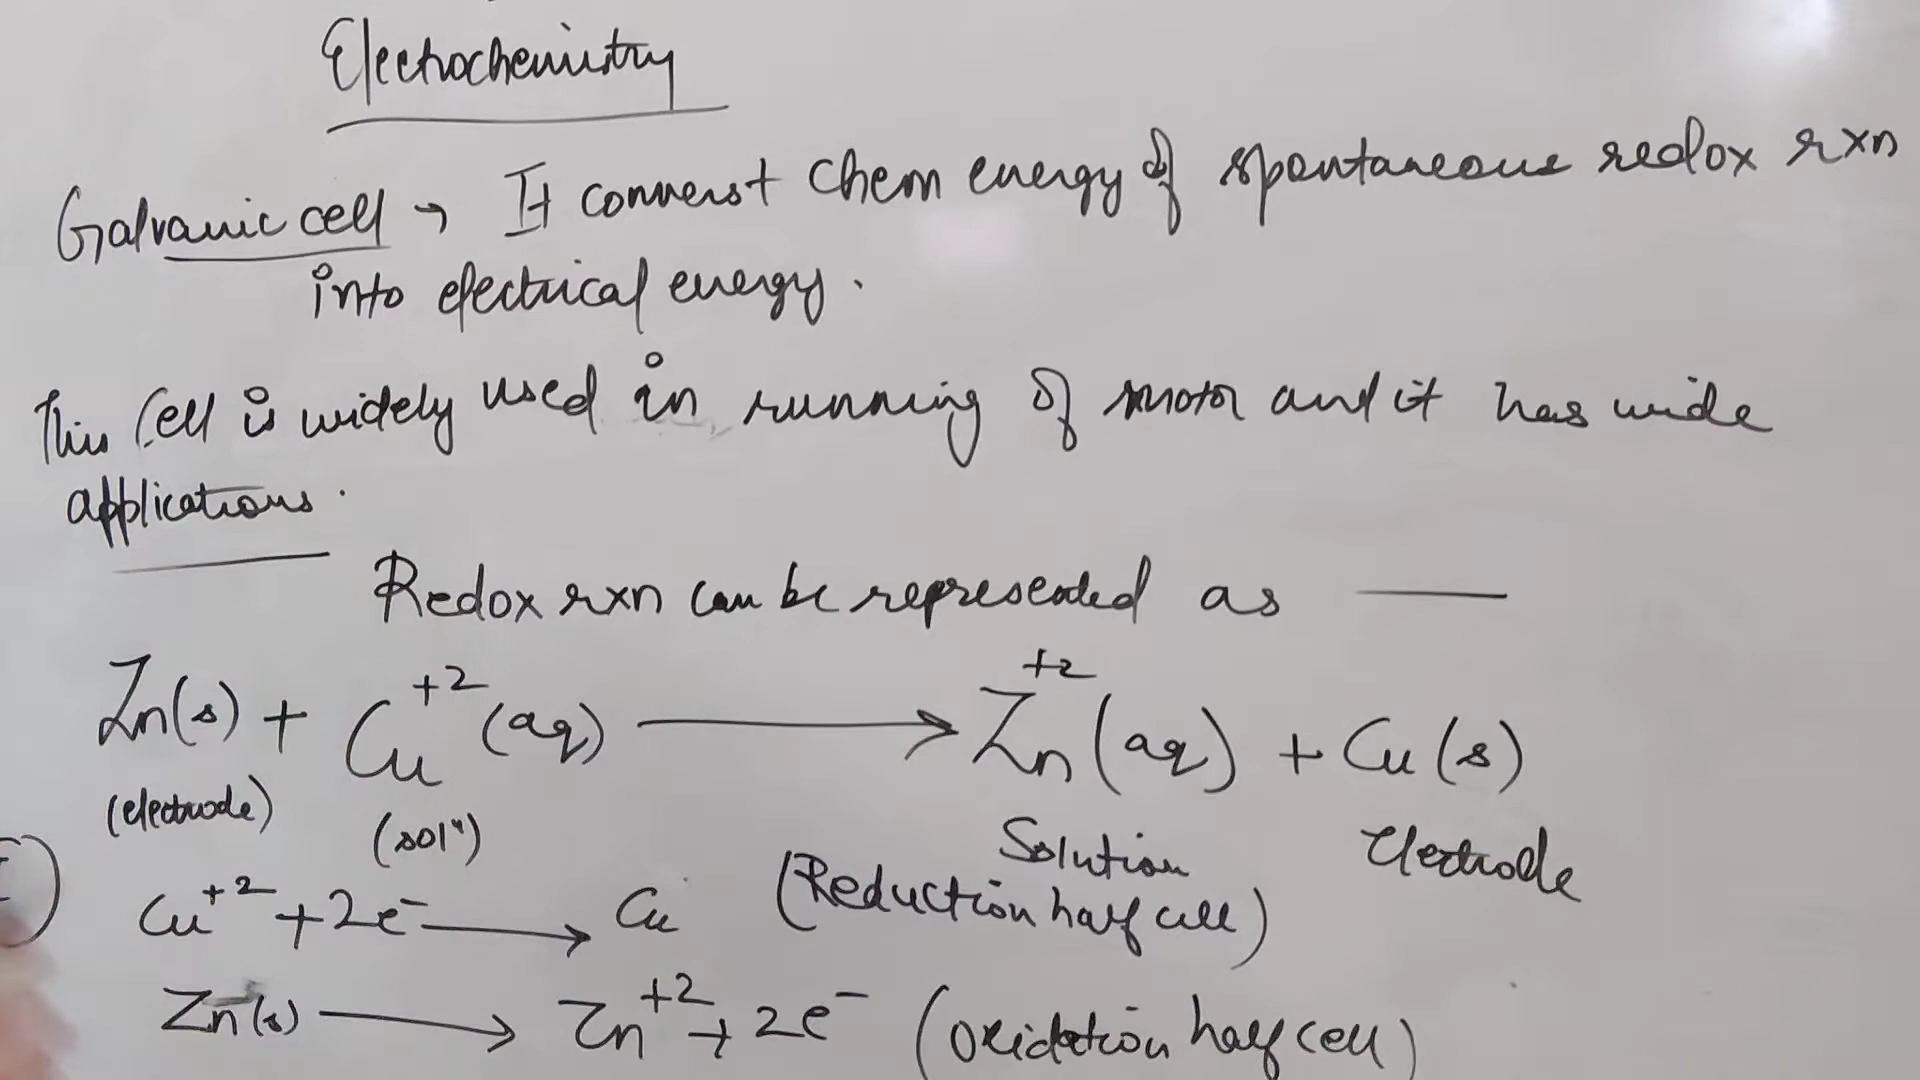 Electrochemistry
Galvanic cell → It converst chem energy of spontaneous redox rxn
into electrical energy.
This Cell is widely used in running of motor and it has wide
applications.
Redox rxn can be represented as —
Zn(s) + Cu⁺²(aq) ⟶ Zn⁺²(aq) + Cu(s)
(electrode) (solⁿ) Solution Electrode
Cu⁺² + 2e⁻ ⟶ Cu (Reduction half cell)
Zn(s) ⟶ Zn⁺² + 2e⁻ (Oxidation half cell)